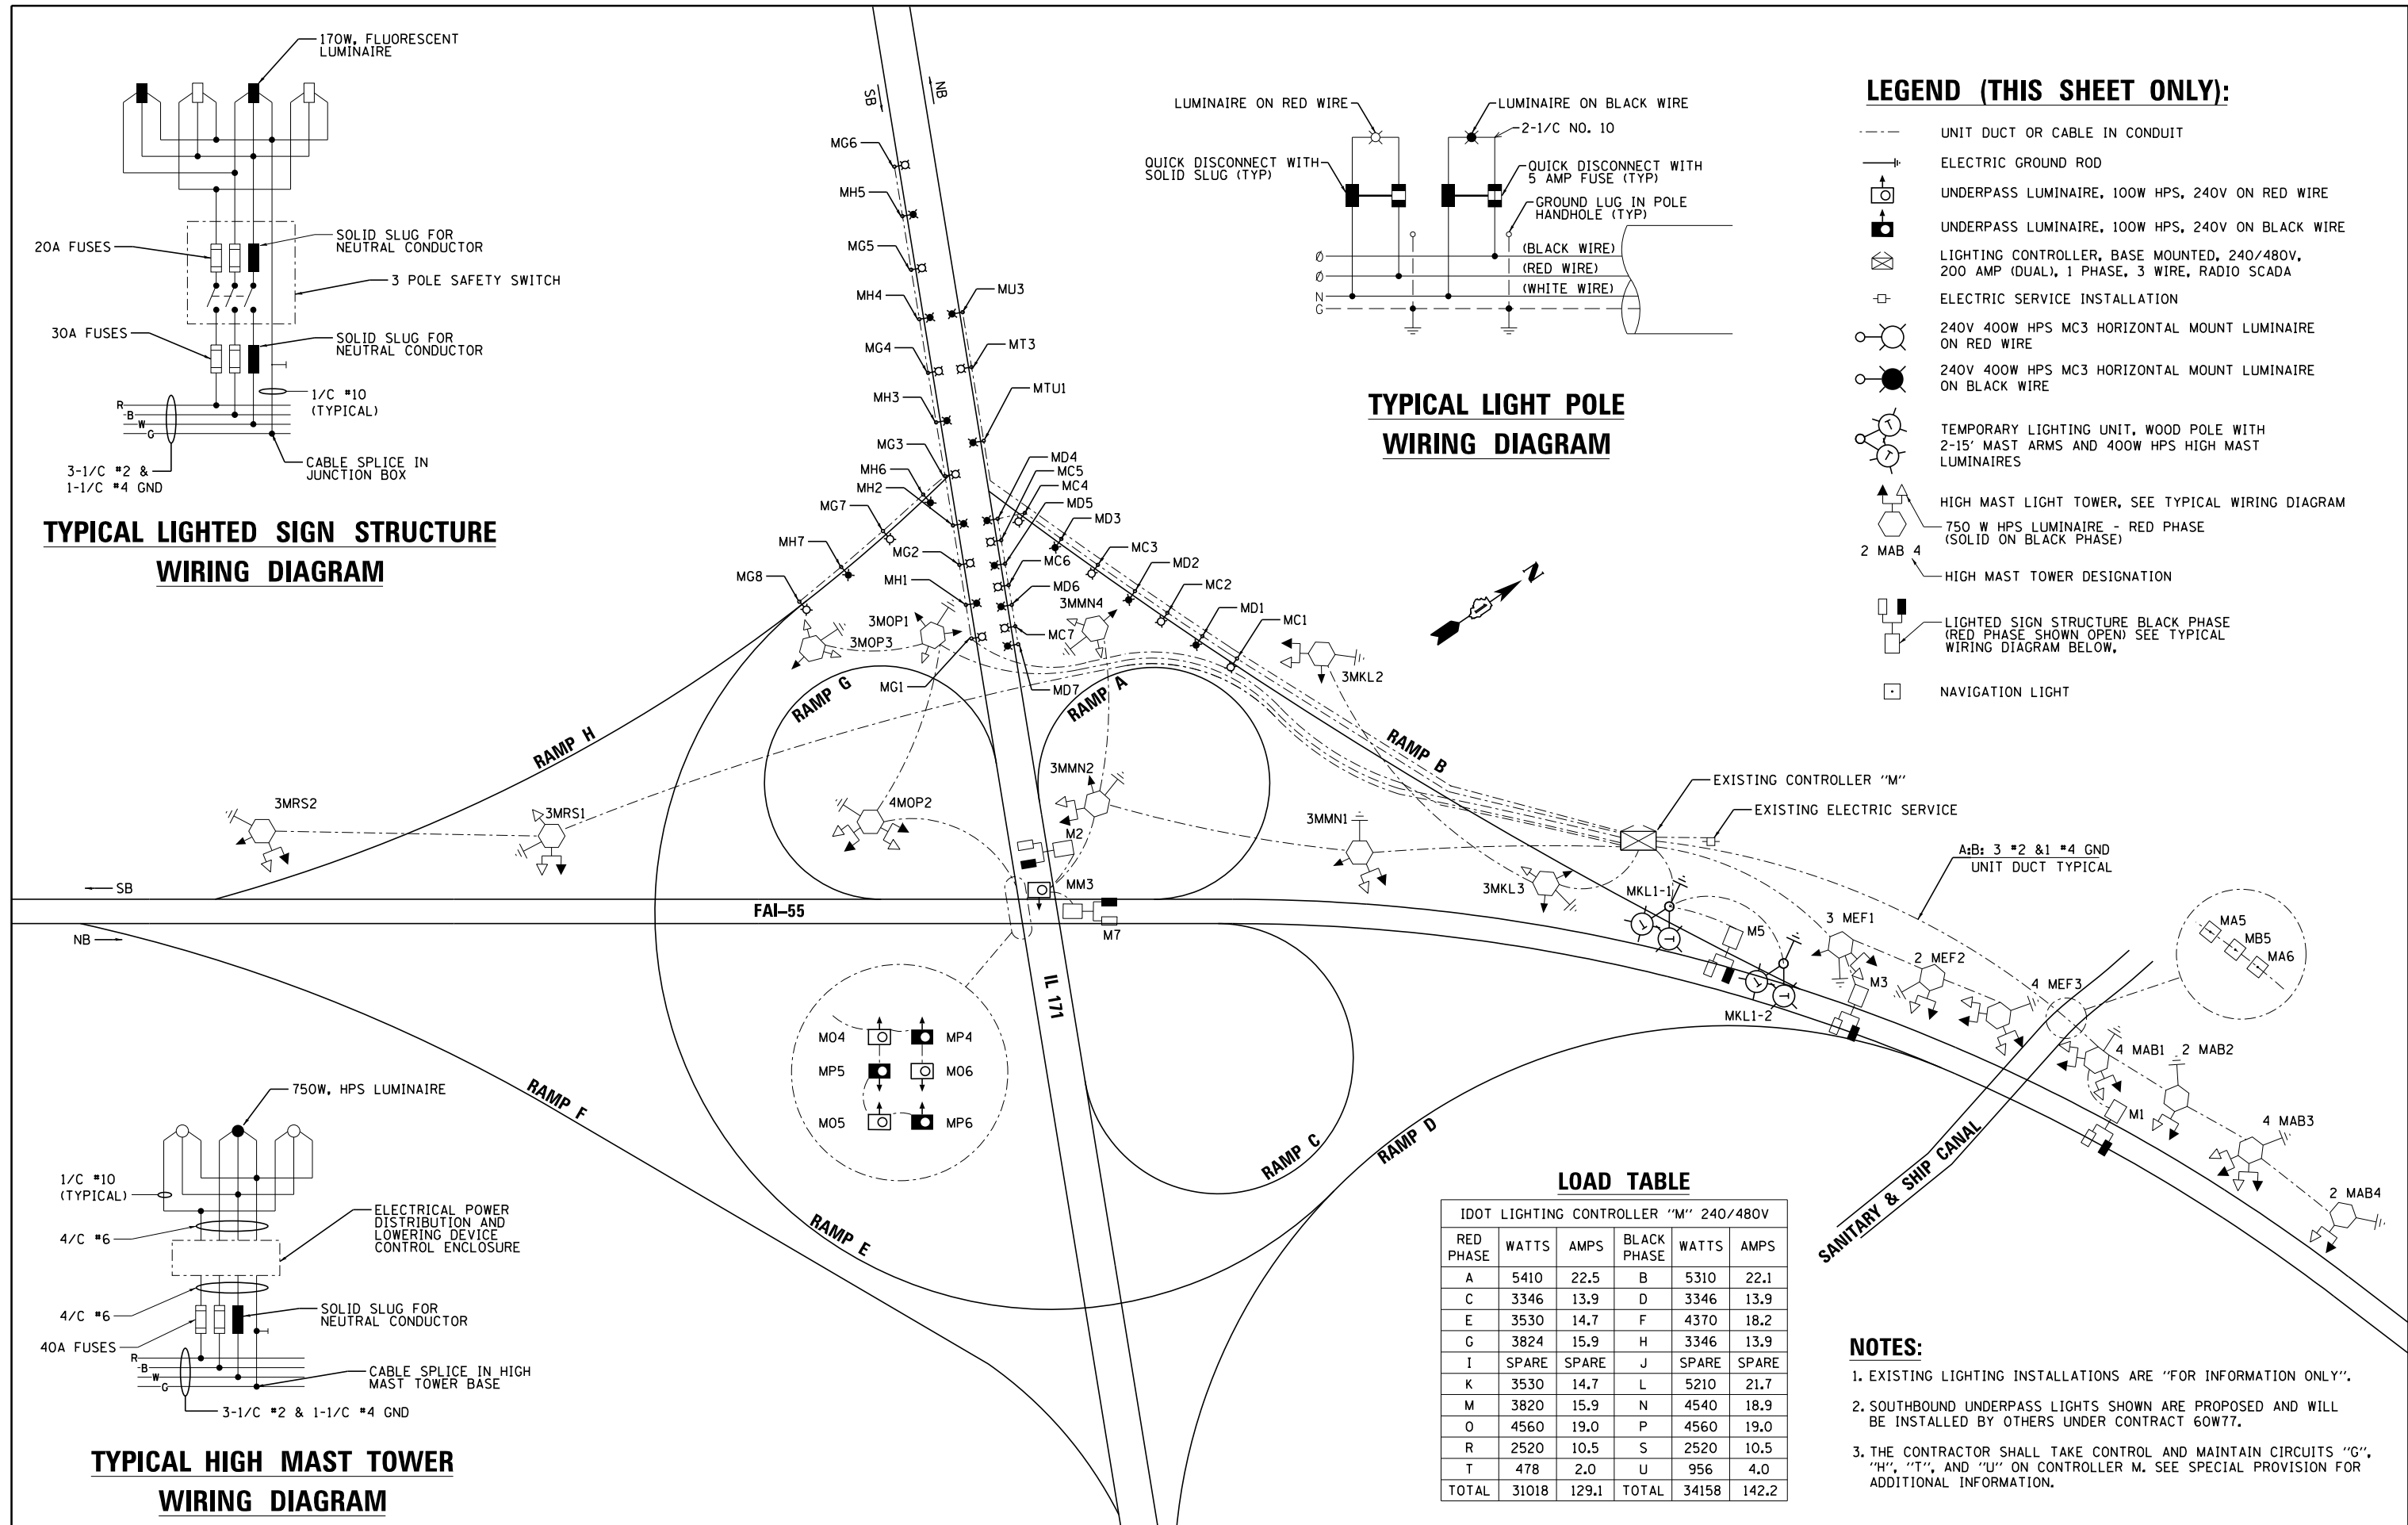 170W, FLUORESCENT
LUMINAIRE
20A FUSES
SOLID SLUG FOR
NEUTRAL CONDUCTOR
3 POLE SAFETY SWITCH
30A FUSES
SOLID SLUG FOR
NEUTRAL CONDUCTOR
1/C #10
(TYPICAL)
R
B
W
G
3-1/C #2 &
1-1/C #4 GND
CABLE SPLICE IN
JUNCTION BOX
TYPICAL LIGHTED SIGN STRUCTURE
WIRING DIAGRAM
SB
NB
MG6
MH5
MG5
MH4
MG4
MH3
MG3
MH6
MH2
MG7
MH7
MG2
MG8
MH1
3MOP1
3MOP3
MG1
MU3
MT3
MTU1
MD4
MC5
MC4
MD5
MD3
MC3
MC6
MD2
MD6
MC2
3MMN4
MD1
MC7
MC1
MD7
3MKL2
N
LUMINAIRE ON RED WIRE
LUMINAIRE ON BLACK WIRE
2-1/C NO. 10
QUICK DISCONNECT WITH
SOLID SLUG (TYP)
QUICK DISCONNECT WITH
5 AMP FUSE (TYP)
GROUND LUG IN POLE
HANDHOLE (TYP)
Ø
(BLACK WIRE)
Ø
(RED WIRE)
N
(WHITE WIRE)
G
TYPICAL LIGHT POLE
WIRING DIAGRAM
LEGEND (THIS SHEET ONLY):
UNIT DUCT OR CABLE IN CONDUIT
ELECTRIC GROUND ROD
UNDERPASS LUMINAIRE, 100W HPS, 240V ON RED WIRE
UNDERPASS LUMINAIRE, 100W HPS, 240V ON BLACK WIRE
LIGHTING CONTROLLER, BASE MOUNTED, 240/480V,
200 AMP (DUAL), 1 PHASE, 3 WIRE, RADIO SCADA
ELECTRIC SERVICE INSTALLATION
240V 400W HPS MC3 HORIZONTAL MOUNT LUMINAIRE
ON RED WIRE
240V 400W HPS MC3 HORIZONTAL MOUNT LUMINAIRE
ON BLACK WIRE
T
T
TEMPORARY LIGHTING UNIT, WOOD POLE WITH
2-15' MAST ARMS AND 400W HPS HIGH MAST
LUMINAIRES
HIGH MAST LIGHT TOWER, SEE TYPICAL WIRING DIAGRAM
750 W HPS LUMINAIRE - RED PHASE
(SOLID ON BLACK PHASE)
2 MAB 4
HIGH MAST TOWER DESIGNATION
LIGHTED SIGN STRUCTURE BLACK PHASE
(RED PHASE SHOWN OPEN) SEE TYPICAL
WIRING DIAGRAM BELOW.
NAVIGATION LIGHT
RAMP G
RAMP A
RAMP H
RAMP B
3MRS2
3MRS1
4MOP2
3MMN2
M2
3MMN1
EXISTING CONTROLLER "M"
EXISTING ELECTRIC SERVICE
A:B: 3 #2 &1 #4 GND
UNIT DUCT TYPICAL
SB
NB
FAI-55
MM3
M7
3MKL3
MKL1-1
T
T
M5
3 MEF1
M3
2 MEF2
MKL1-2
T
T
4 MEF3
MA5
MB5
MA6
4 MAB1
2 MAB2
M1
4 MAB3
2 MAB4
IL 171
MO4
MP4
MP5
MO6
MO5
MP6
RAMP F
RAMP E
RAMP C
RAMP D
SANITARY & SHIP CANAL
750W, HPS LUMINAIRE
1/C #10
(TYPICAL)
4/C #6
ELECTRICAL POWER
DISTRIBUTION AND
LOWERING DEVICE
CONTROL ENCLOSURE
4/C #6
SOLID SLUG FOR
NEUTRAL CONDUCTOR
40A FUSES
R
B
W
G
CABLE SPLICE IN HIGH
MAST TOWER BASE
3-1/C #2 & 1-1/C #4 GND
TYPICAL HIGH MAST TOWER
WIRING DIAGRAM
LOAD TABLE
IDOT LIGHTING CONTROLLER "M" 240/480V
RED PHASE WATTS AMPS BLACK PHASE WATTS AMPS
A 5410 22.5 B 5310 22.1
C 3346 13.9 D 3346 13.9
E 3530 14.7 F 4370 18.2
G 3824 15.9 H 3346 13.9
I SPARE SPARE J SPARE SPARE
K 3530 14.7 L 5210 21.7
M 3820 15.9 N 4540 18.9
O 4560 19.0 P 4560 19.0
R 2520 10.5 S 2520 10.5
T 478 2.0 U 956 4.0
TOTAL 31018 129.1 TOTAL 34158 142.2
NOTES:
1. EXISTING LIGHTING INSTALLATIONS ARE "FOR INFORMATION ONLY".
2. SOUTHBOUND UNDERPASS LIGHTS SHOWN ARE PROPOSED AND WILL
BE INSTALLED BY OTHERS UNDER CONTRACT 60W77.
3. THE CONTRACTOR SHALL TAKE CONTROL AND MAINTAIN CIRCUITS "G",
"H", "T", AND "U" ON CONTROLLER M. SEE SPECIAL PROVISION FOR
ADDITIONAL INFORMATION.